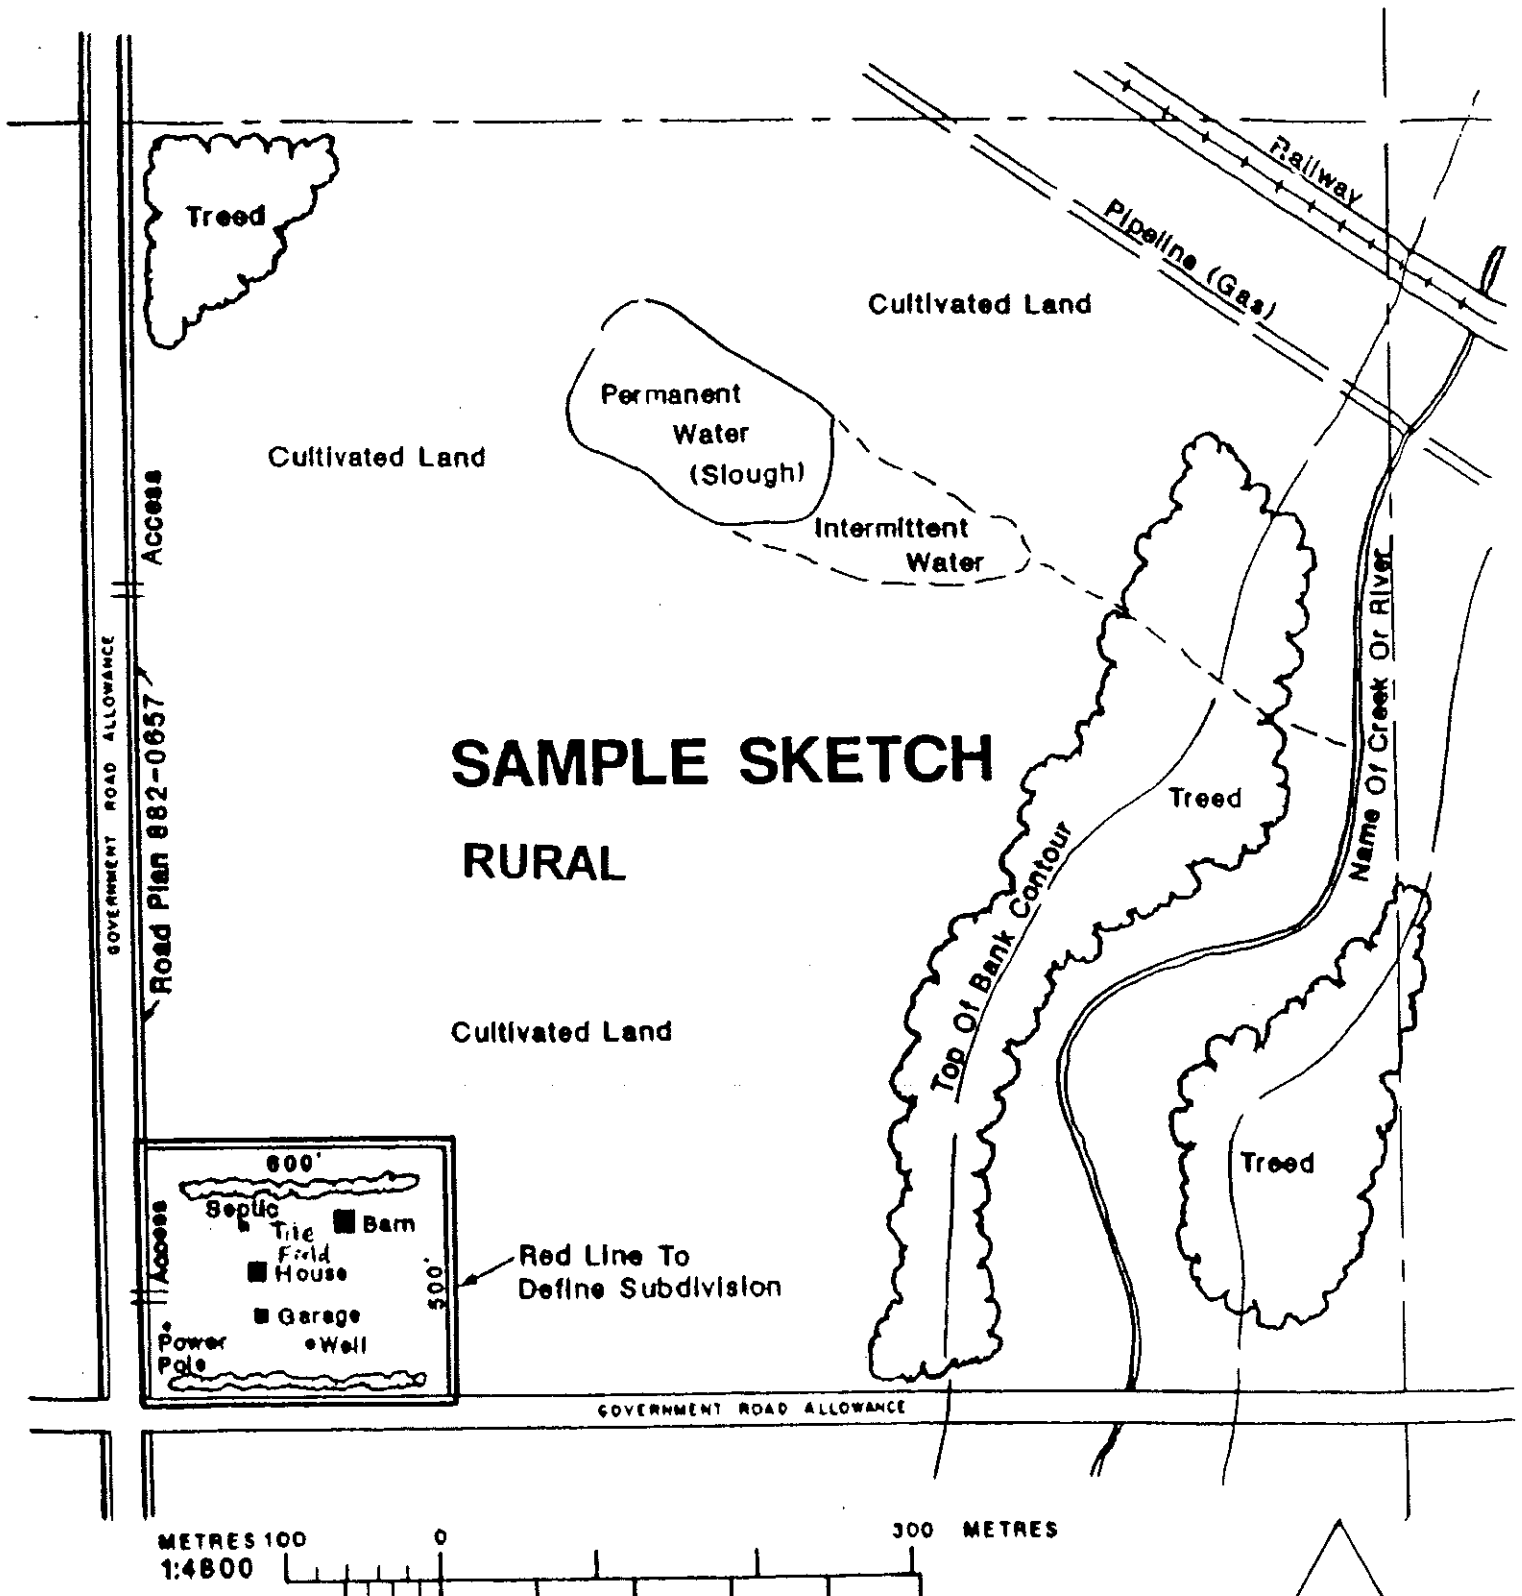 Railway
Treed
Pipeline (Gas)
Cultivated Land
Permanent
Water
(Slough)
Cultivated Land
Access
Intermittent
Water
Name Of Creek Or River
GOVERNMENT ROAD ALLOWANCE
Road Plan 882-0657
SAMPLE SKETCH
RURAL
Treed
Top Of Bank Contour
Cultivated Land
600'
Septic
Tile
Field
Barn
Access
House
500'
Red Line To
Define Subdivision
Treed
Garage
Power
Pole
Well
GOVERNMENT ROAD ALLOWANCE
METRES 100 0 300 METRES
1:4800